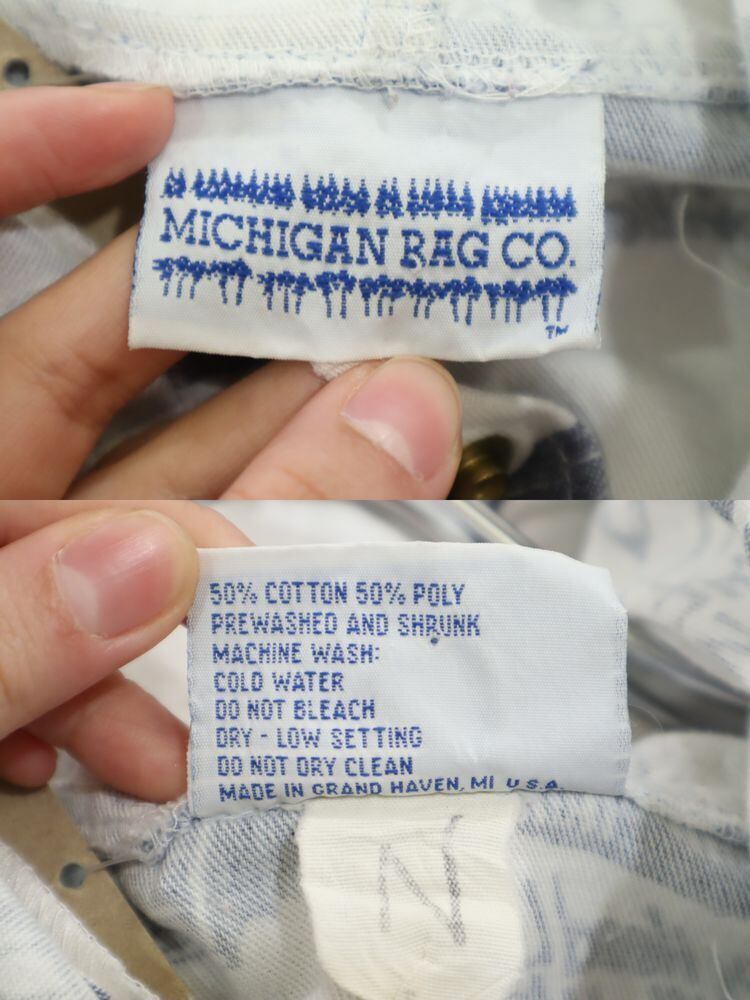 MICHIGAN RAG CO.
TM
50% COTTON 50% POLY
PREWASHED AND SHRUNK
MACHINE WASH:
COLD WATER
DO NOT BLEACH
DRY - LOW SETTING
DO NOT DRY CLEAN
MADE IN GRAND HAVEN, MI U.S.A.
N